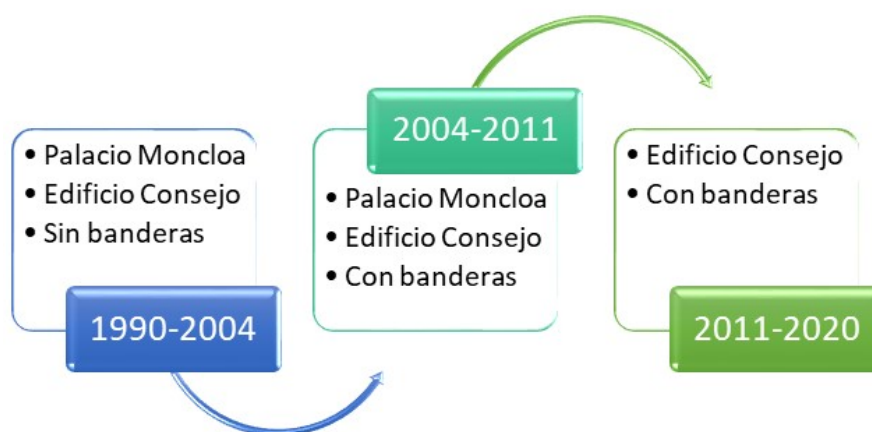 • Palacio Moncloa
• Edificio Consejo
• Sin banderas
1990-2004
2004-2011
• Palacio Moncloa
• Edificio Consejo
• Con banderas
• Edificio Consejo
• Con banderas
2011-2020